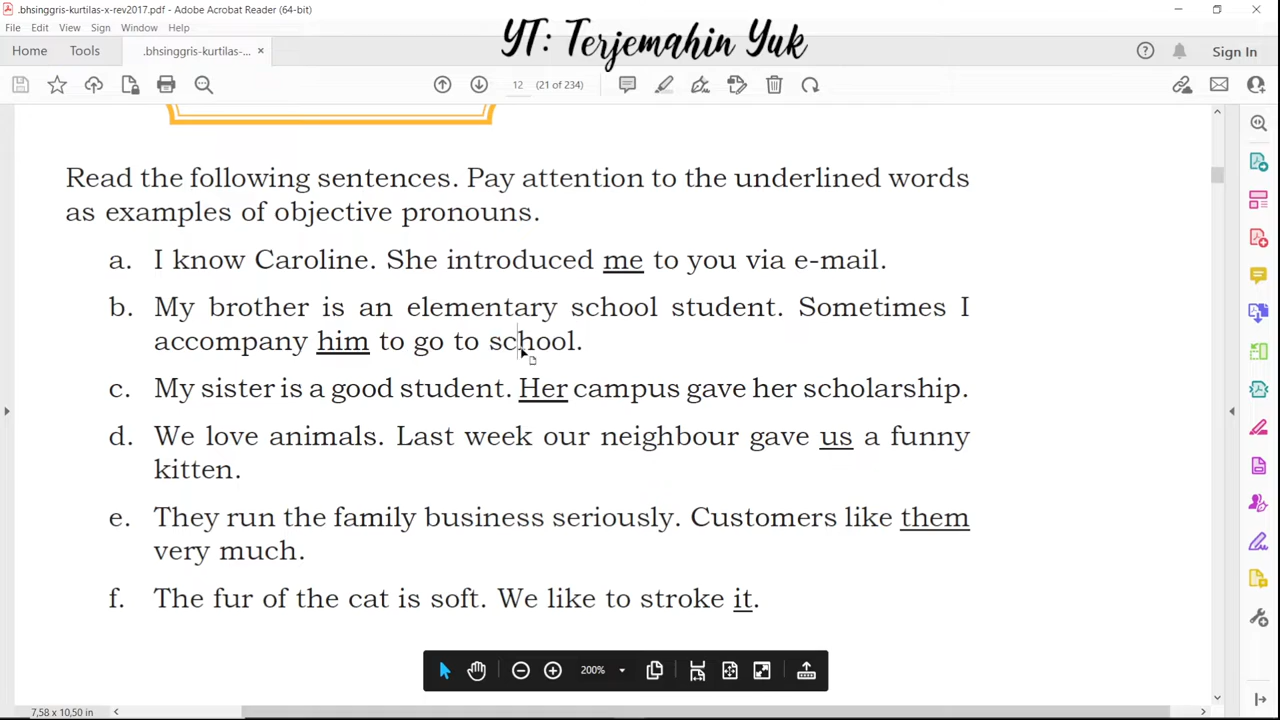 .bhsinggris-kurtilas-x-rev2017.pdf - Adobe Acrobat Reader (64-bit)
File Edit View Sign Window Help
YT: Terjemahin Yuk
Home Tools .bhsinggris-kurtilas-... × Sign In
12 (21 of 234)
Read the following sentences. Pay attention to the underlined words
as examples of objective pronouns.
a. I know Caroline. She introduced me to you via e-mail.
b. My brother is an elementary school student. Sometimes I
accompany him to go to school.
c. My sister is a good student. Her campus gave her scholarship.
d. We love animals. Last week our neighbour gave us a funny
kitten.
e. They run the family business seriously. Customers like them
very much.
f. The fur of the cat is soft. We like to stroke it.
200%
7,58 x 10,50 in